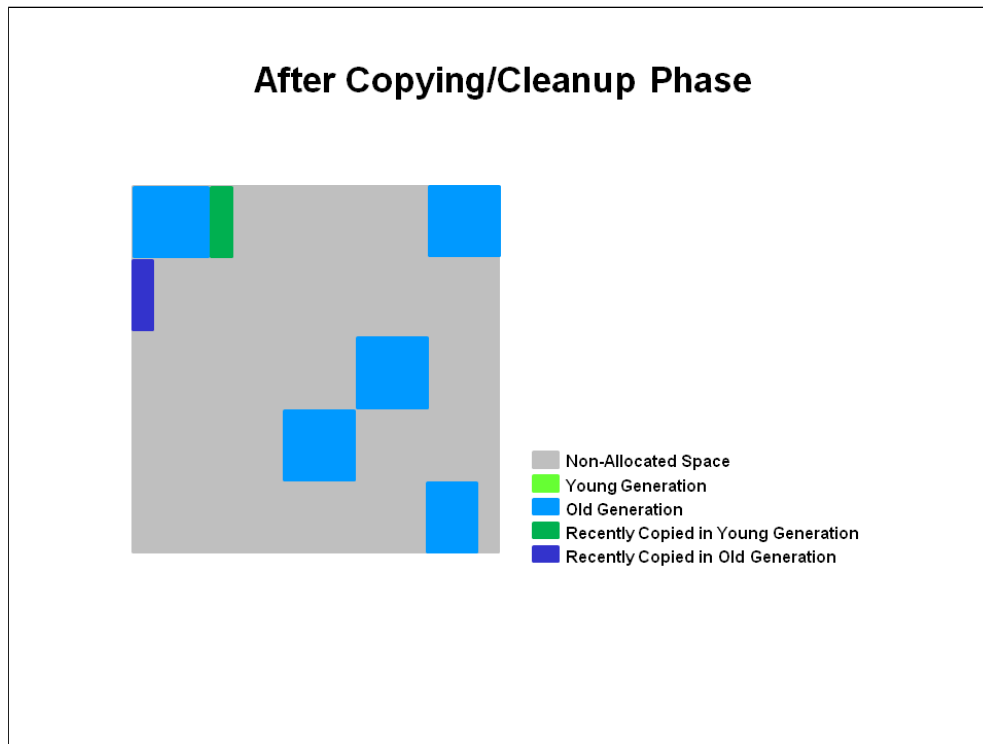 After Copying/Cleanup Phase
Non-Allocated Space
Young Generation
Old Generation
Recently Copied in Young Generation
Recently Copied in Old Generation